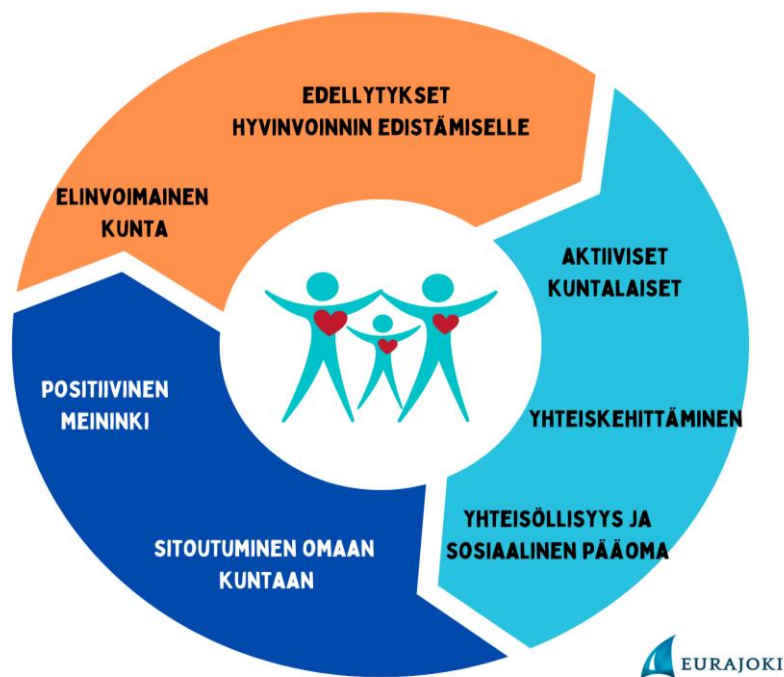 EDELLYTYKSET
HYVINVOINNIN EDISTÄMISELLE
ELINVOIMAINEN
KUNTA
AKTIIVISET
KUNTALAISET
YHTEISKEHITTÄMINEN
YHTEISÖLLISYYS JA
SOSIAALINEN PÄÄOMA
SITOUTUMINEN OMAAN
KUNTAAN
POSITIIVINEN
MEININKI
EURAJOKI